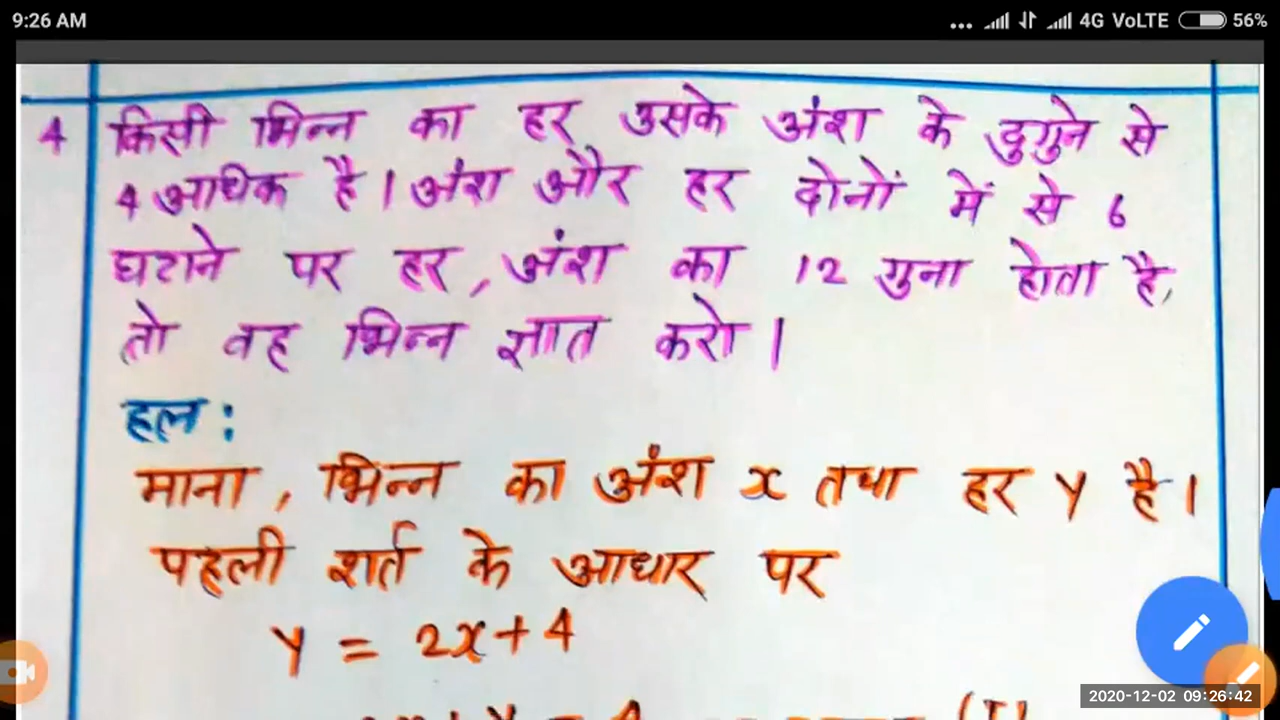 9:26 AM
... 4G VoLTE 56%
4 किसी भिन्न का हर उसके अंश के दुगुने से
4 अधिक है। अंश और हर दोनों में से 6
घटाने पर हर, अंश का 12 गुना होता है,
तो वह भिन्न ज्ञात करो।
हल:
माना, भिन्न का अंश x तथा हर y है।
पहली शर्त के आधार पर
y = 2x+4
2020-12-02 09:26:42